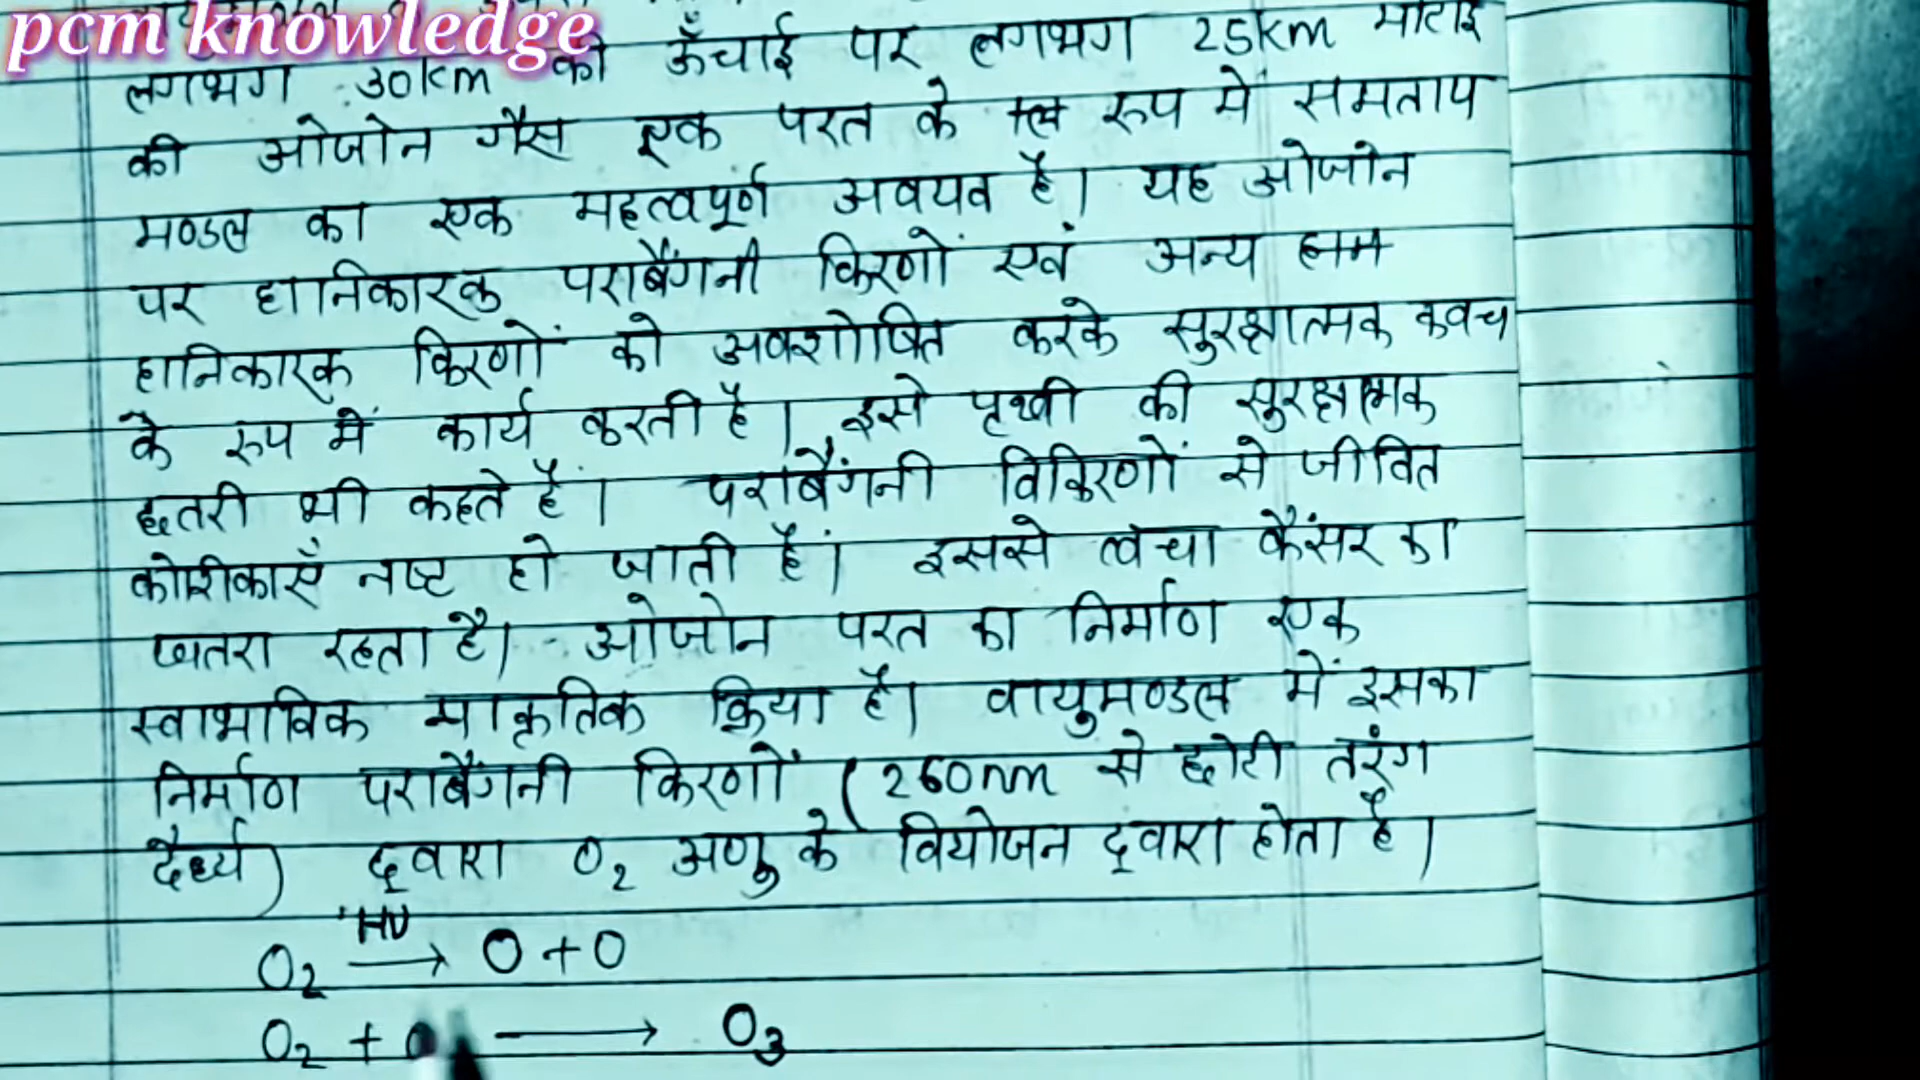 pcm knowledge
लगभग 30km की ऊँचाई पर लगभग 25km मोटाई
की ओजोन गैस एक परत के रूप में समताप
मण्डल का एक महत्वपूर्ण अवयव है। यह ओजोन
पर हानिकारक पराबैंगनी किरणों एवं अन्य
हानिकारक किरणों को अवशोषित करके सुरक्षात्मक कवच
के रूप में कार्य करती है। इसे पृथ्वी की सुरक्षात्मक
छतरी भी कहते हैं। पराबैंगनी विकिरणों से जीवित
कोशीकाएँ नष्ट हो जाती हैं। इससे त्वचा कैंसर का
खतरा रहता है। ओजोन परत का निर्माण एक
स्वाभाविक प्राकृतिक क्रिया है। वायुमण्डल में इसका
निर्माण पराबैंगनी किरणों (260nm से छोटी तरंग
दैर्ध्य) द्वारा O₂ अणु के वियोजन द्वारा होता है।
HU
O₂ → O + O
O₂ + O → O₃